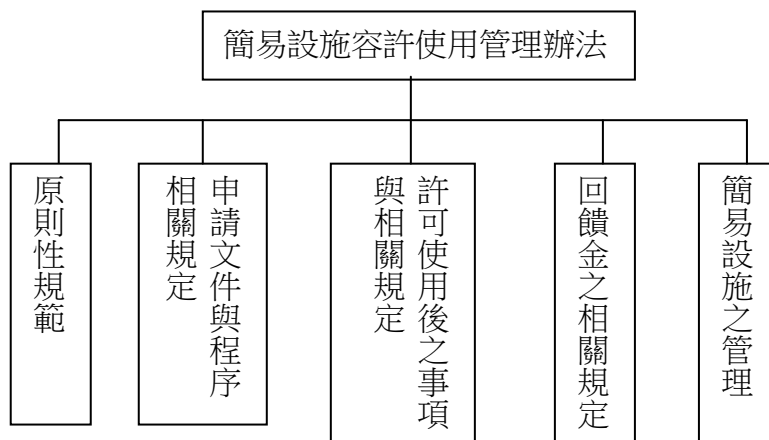 簡易設施容許使用管理辦法
原則性規範
申請文件與程序
相關規定
許可使用後之事項
與相關規定
回饋金之相關規定
簡易設施之管理